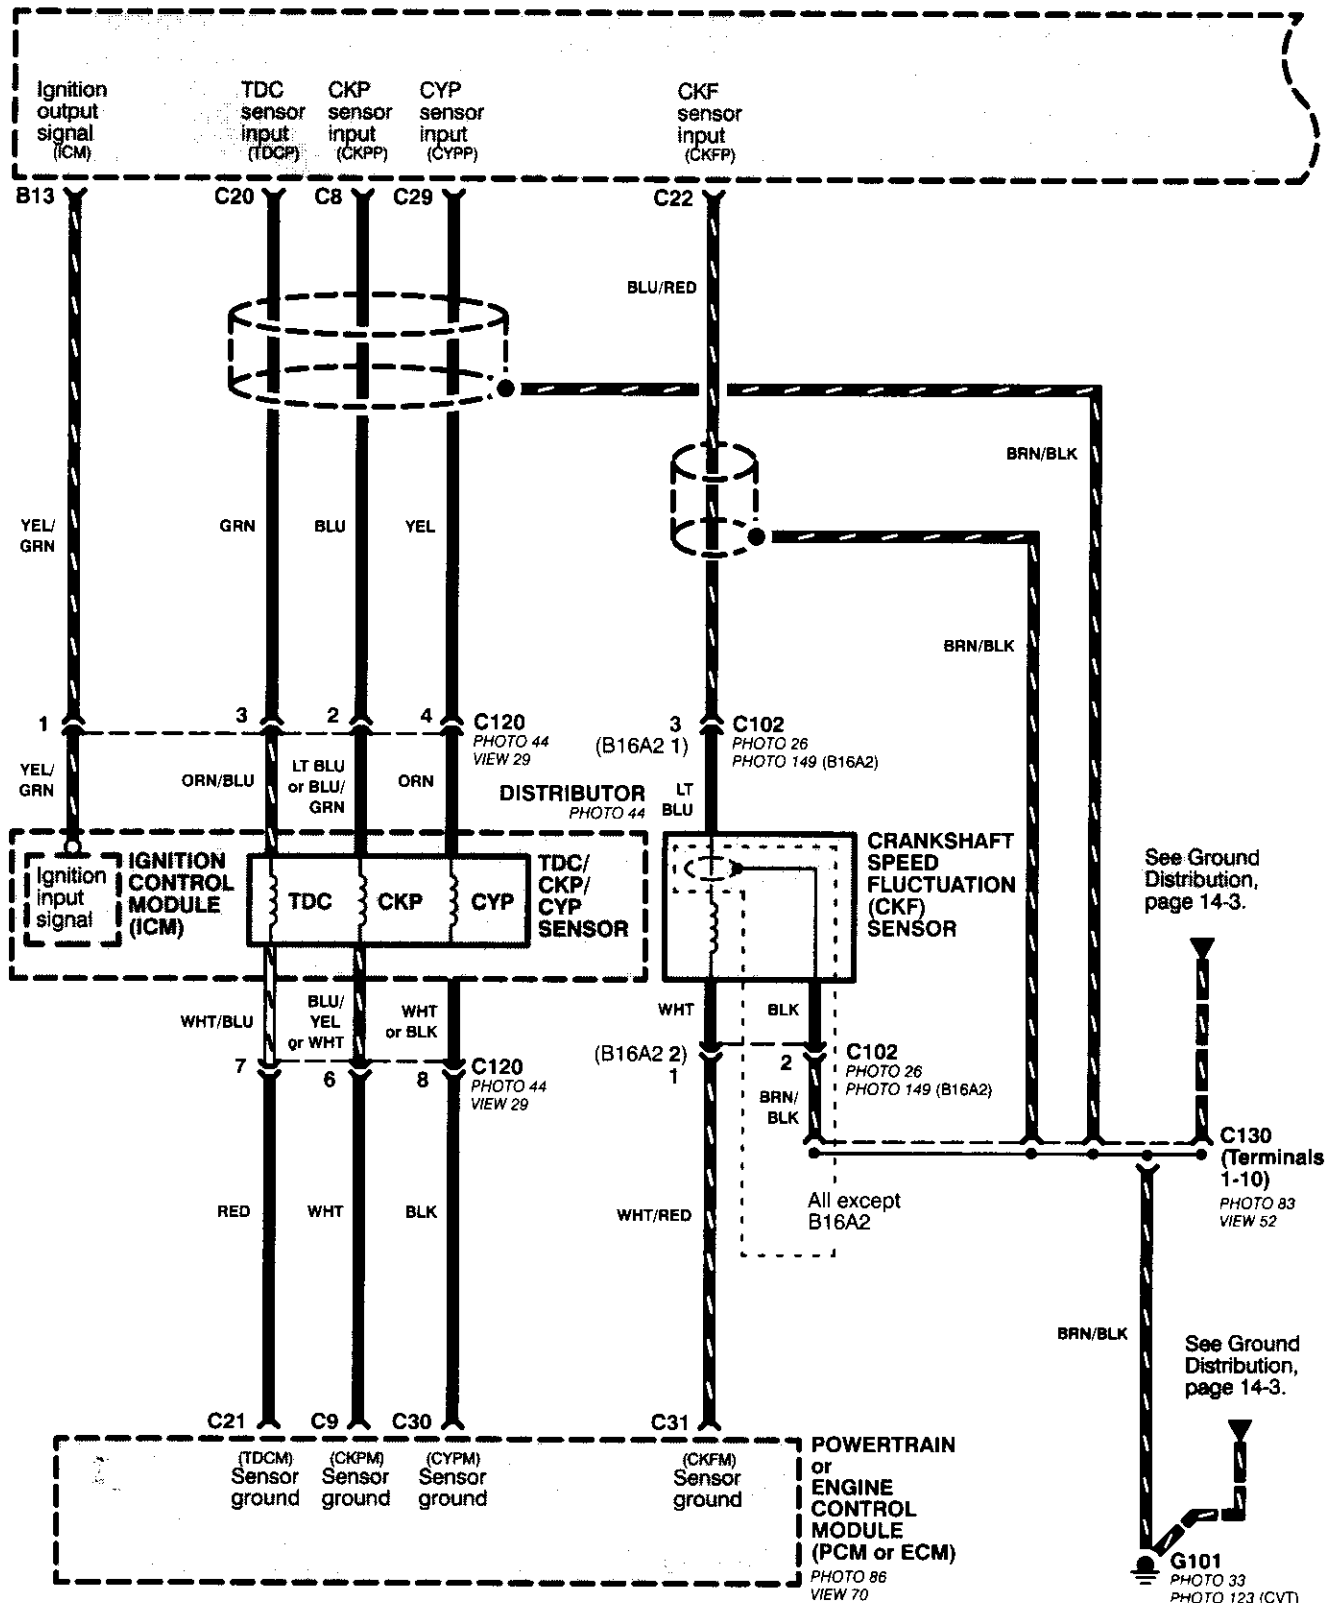 Ignition
output
signal
(ICM)
TDC
sensor
input
(TDCP)
CKP
sensor
input
(CKPP)
CYP
sensor
input
(CYPP)
CKF
sensor
input
(CKFP)
B13
C20
C8
C29
C22
BLU/RED
BRN/BLK
YEL/
GRN
GRN
BLU
YEL
BRN/BLK
1
3
2
4
C120
PHOTO 44
VIEW 29
3
(B16A2 1)
C102
PHOTO 26
PHOTO 149 (B16A2)
YEL/
GRN
ORN/BLU
LT BLU
or BLU/
GRN
ORN
DISTRIBUTOR
PHOTO 44
LT
BLU
Ignition
input
signal
IGNITION
CONTROL
MODULE
(ICM)
TDC
CKP
CYP
TDC/
CKP/
CYP
SENSOR
CRANKSHAFT
SPEED
FLUCTUATION
(CKF)
SENSOR
See Ground
Distribution,
page 14-3.
WHT/BLU
BLU/
YEL
or WHT
WHT
or BLK
WHT
BLK
7
6
8
C120
PHOTO 44
VIEW 29
(B16A2 2)
1
2
C102
PHOTO 26
PHOTO 149 (B16A2)
BRN/
BLK
C130
(Terminals
1-10)
PHOTO 83
VIEW 52
RED
WHT
BLK
WHT/RED
All except
B16A2
BRN/BLK
See Ground
Distribution,
page 14-3.
C21
C9
C30
C31
(TDCM)
Sensor
ground
(CKPM)
Sensor
ground
(CYPM)
Sensor
ground
(CKFM)
Sensor
ground
POWERTRAIN
or
ENGINE
CONTROL
MODULE
(PCM or ECM)
PHOTO 86
VIEW 70
G101
PHOTO 33
PHOTO 123 (CVT)